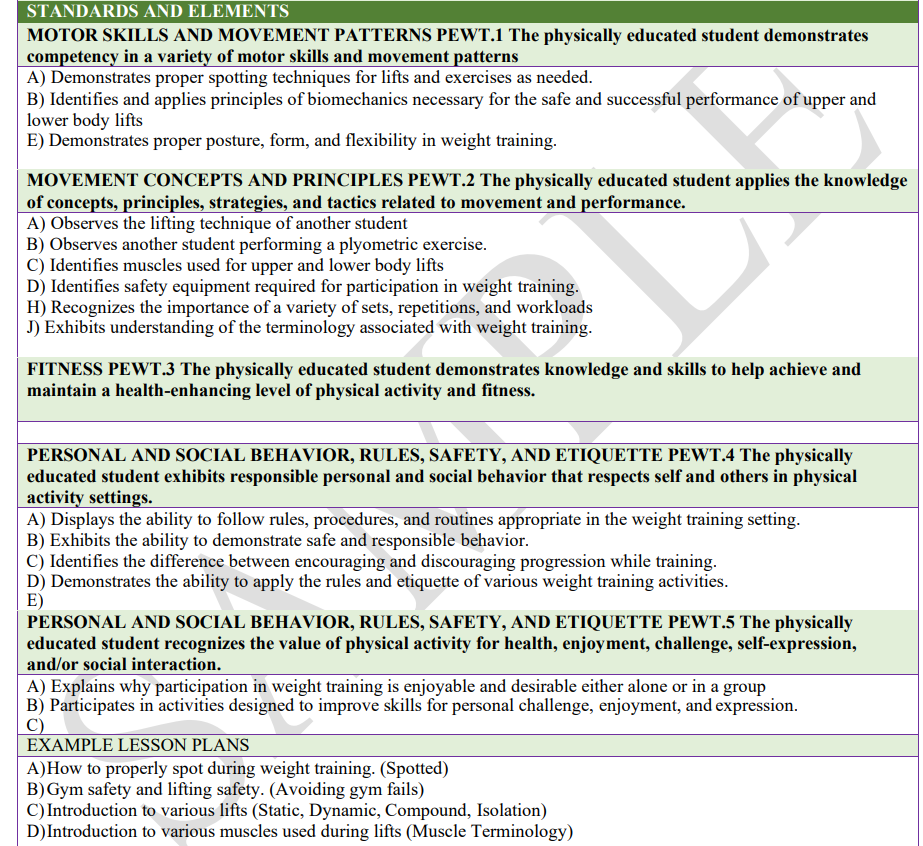 STANDARDS AND ELEMENTS
MOTOR SKILLS AND MOVEMENT PATTERNS PEWT.1 The physically educated student demonstrates
competency in a variety of motor skills and movement patterns
A) Demonstrates proper spotting techniques for lifts and exercises as needed.
B) Identifies and applies principles of biomechanics necessary for the safe and successful performance of upper and
lower body lifts
E) Demonstrates proper posture, form, and flexibility in weight training.
MOVEMENT CONCEPTS AND PRINCIPLES PEWT.2 The physically educated student applies the knowledge
of concepts, principles, strategies, and tactics related to movement and performance.
A) Observes the lifting technique of another student
B) Observes another student performing a plyometric exercise.
C) Identifies muscles used for upper and lower body lifts
D) Identifies safety equipment required for participation in weight training.
H) Recognizes the importance of a variety of sets, repetitions, and workloads
J) Exhibits understanding of the terminology associated with weight training.
FITNESS PEWT.3 The physically educated student demonstrates knowledge and skills to help achieve and
maintain a health-enhancing level of physical activity and fitness.
PERSONAL AND SOCIAL BEHAVIOR, RULES, SAFETY, AND ETIQUETTE PEWT.4 The physically
educated student exhibits responsible personal and social behavior that respects self and others in physical
activity settings.
A) Displays the ability to follow rules, procedures, and routines appropriate in the weight training setting.
B) Exhibits the ability to demonstrate safe and responsible behavior.
C) Identifies the difference between encouraging and discouraging progression while training.
D) Demonstrates the ability to apply the rules and etiquette of various weight training activities.
E)
PERSONAL AND SOCIAL BEHAVIOR, RULES, SAFETY, AND ETIQUETTE PEWT.5 The physically
educated student recognizes the value of physical activity for health, enjoyment, challenge, self-expression,
and/or social interaction.
A) Explains why participation in weight training is enjoyable and desirable either alone or in a group
B) Participates in activities designed to improve skills for personal challenge, enjoyment, and expression.
C)
EXAMPLE LESSON PLANS
A)How to properly spot during weight training. (Spotted)
B)Gym safety and lifting safety. (Avoiding gym fails)
C)Introduction to various lifts (Static, Dynamic, Compound, Isolation)
D)Introduction to various muscles used during lifts (Muscle Terminology)
SAMPLE